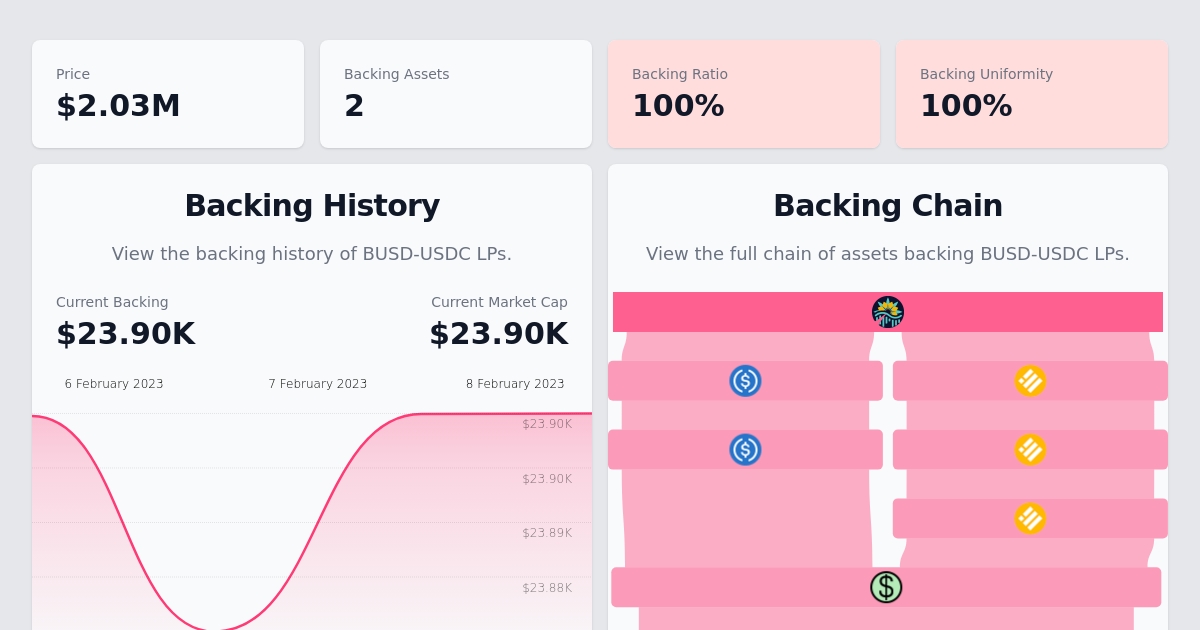 Price
$2.03M
Backing Assets
2
Backing Ratio
100%
Backing Uniformity
100%
Backing History
View the backing history of BUSD-USDC LPs.
Current Backing
$23.90K
Current Market Cap
$23.90K
6 February 2023
7 February 2023
8 February 2023
$23.90K
$23.90K
$23.89K
$23.88K
Backing Chain
View the full chain of assets backing BUSD-USDC LPs.